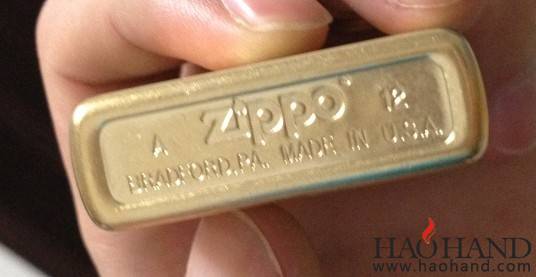 A Zippo® 12
BRADFORD, PA. MADE IN U.S.A.
HAOHAND
www.haohand.com